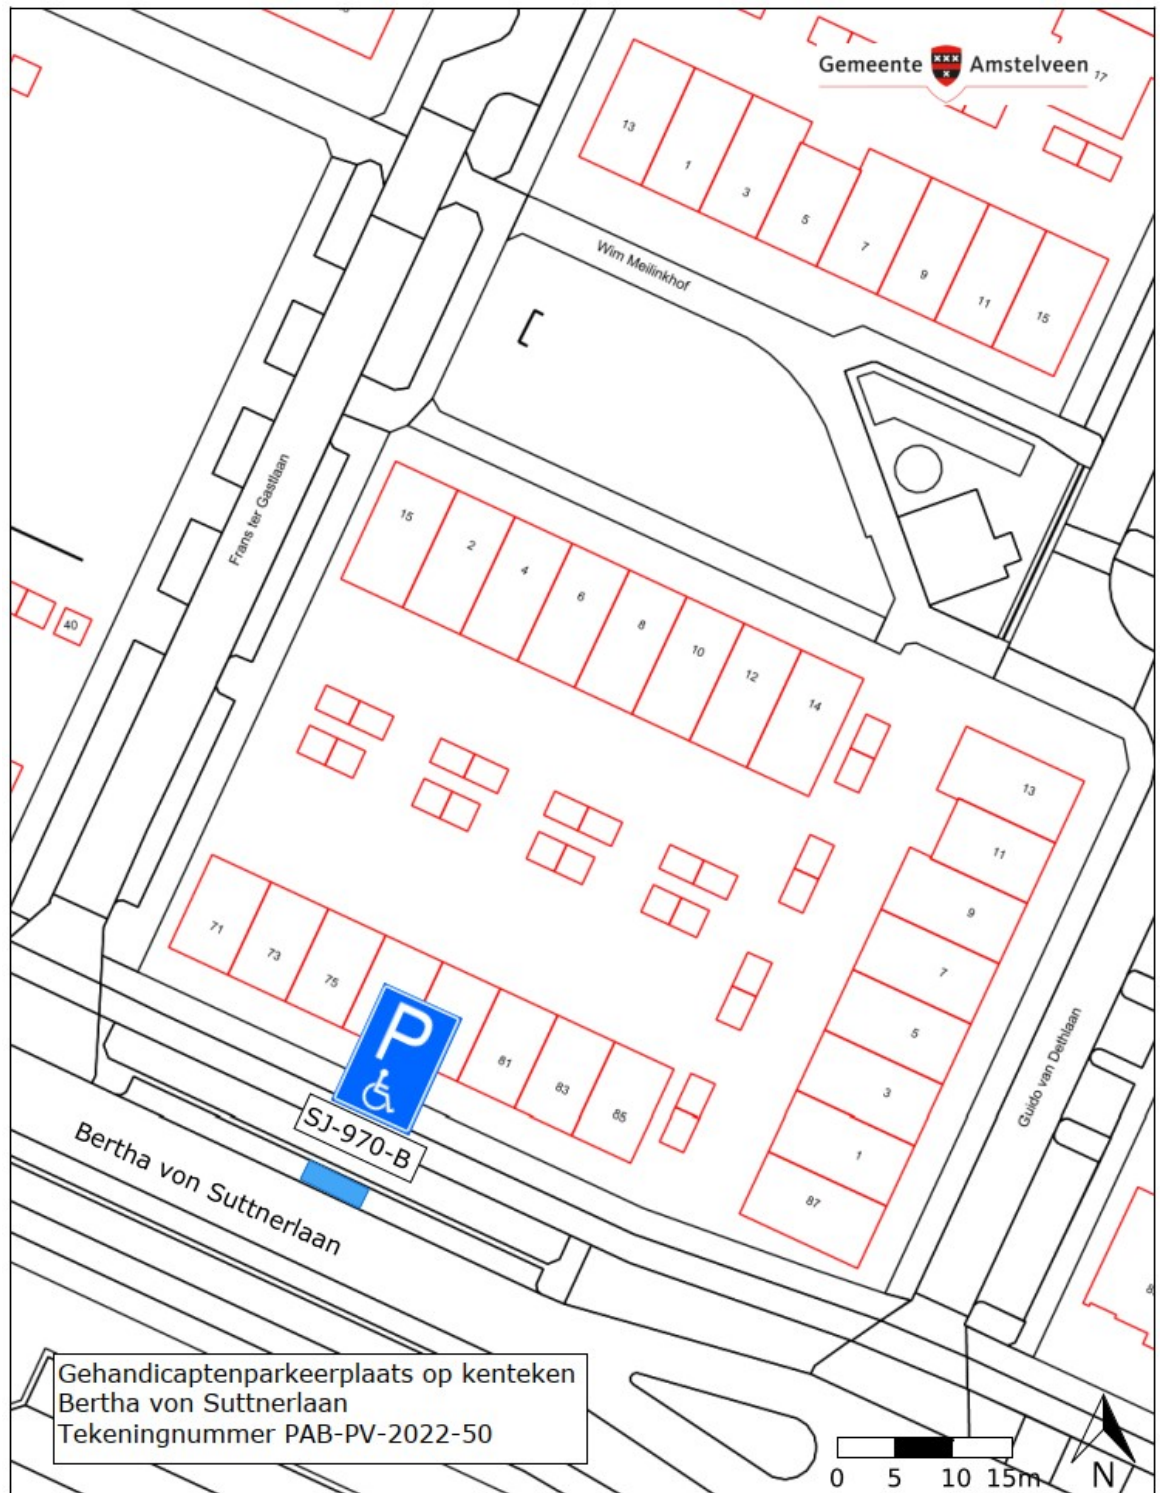 Gemeente Amstelveen
17
13
1
3
5
7
9
11
15
Wim Meilinkhof
Frans ter Gastlaan
15
2
4
6
8
10
12
14
40
13
11
9
7
5
3
1
87
71
73
75
81
83
85
P
SJ-970-B
Guido van Dethlaan
Bertha von Suttnerlaan
Gehandicaptenparkeerplaats op kenteken
Bertha von Suttnerlaan
Tekeningnummer PAB-PV-2022-50
0 5 10 15m
N